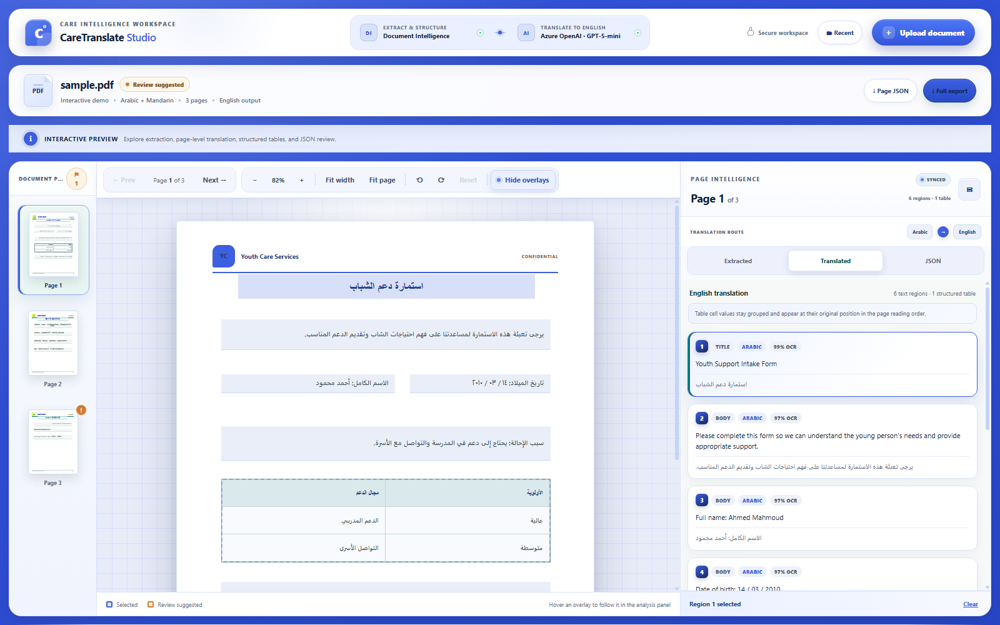 CARE INTELLIGENCE WORKSPACE
CareTranslate Studio
DI
EXTRACT & STRUCTURE
Document Intelligence
AI
TRANSLATE TO ENGLISH
Azure OpenAI · GPT-5-mini
Secure workspace
Recent
+ Upload document
PDF
sample.pdf
Review suggested
Interactive demo • Arabic + Mandarin • 3 pages • English output
↓ Page JSON
↓ Full export
i INTERACTIVE PREVIEW Explore extraction, page-level translation, structured tables, and JSON review.
DOCUMENT P...
1
Page 1
Page 2
!
Page 3
← Prev
Page 1 of 3
Next →
−
82%
+
Fit width
Fit page
Reset
Hide overlays
YC
Youth Care Services
CONFIDENTIAL
استمارة دعم الشباب
يرجى تعبئة هذه الاستمارة لمساعدتنا على فهم احتياجات الشاب وتقديم الدعم المناسب.
الاسم الكامل: أحمد محمود
تاريخ الميلاد: ١٤ / ٠٣ / ٢٠١٠
سبب الإحالة: يحتاج إلى دعم في المدرسة والتواصل مع الأسرة.
مجال الدعم
الأولوية
الدعم المدرسي
عالية
التواصل الأسري
متوسطة
Selected
Review suggested
Hover an overlay to follow it in the analysis panel
PAGE INTELLIGENCE
SYNCED
Page 1 of 3
6 regions · 1 table
TRANSLATION ROUTE
Arabic → English
Extracted
Translated
JSON
English translation
6 text regions · 1 structured table
Table cell values stay grouped and appear at their original position in the page reading order.
1 TITLE ARABIC 99% OCR
Youth Support Intake Form
استمارة دعم الشباب
2 BODY ARABIC 97% OCR
Please complete this form so we can understand the young person's needs and provide
appropriate support.
يرجى تعبئة هذه الاستمارة لمساعدتنا على فهم احتياجات الشاب وتقديم الدعم المناسب.
3 BODY ARABIC 97% OCR
Full name: Ahmed Mahmoud
الاسم الكامل: أحمد محمود
4 BODY ARABIC 97% OCR
Date of birth: 14 / 03 / 2010
Region 1 selected
Clear